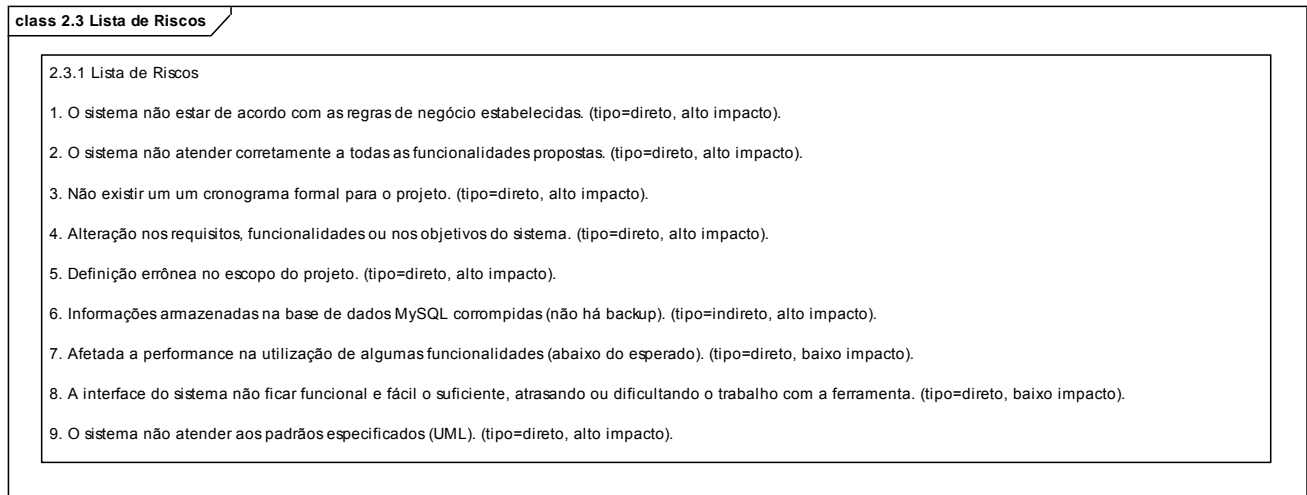 class 2.3 Lista de Riscos
2.3.1 Lista de Riscos
1. O sistema não estar de acordo com as regras de negócio estabelecidas. (tipo=direto, alto impacto).
2. O sistema não atender corretamente a todas as funcionalidades propostas. (tipo=direto, alto impacto).
3. Não existir um um cronograma formal para o projeto. (tipo=direto, alto impacto).
4. Alteração nos requisitos, funcionalidades ou nos objetivos do sistema. (tipo=direto, alto impacto).
5. Definição errônea no escopo do projeto. (tipo=direto, alto impacto).
6. Informações armazenadas na base de dados MySQL corrompidas (não há backup). (tipo=indireto, alto impacto).
7. Afetada a performance na utilização de algumas funcionalidades (abaixo do esperado). (tipo=direto, baixo impacto).
8. A interface do sistema não ficar funcional e fácil o suficiente, atrasando ou dificultando o trabalho com a ferramenta. (tipo=direto, baixo impacto).
9. O sistema não atender aos padrãos especificados (UML). (tipo=direto, alto impacto).